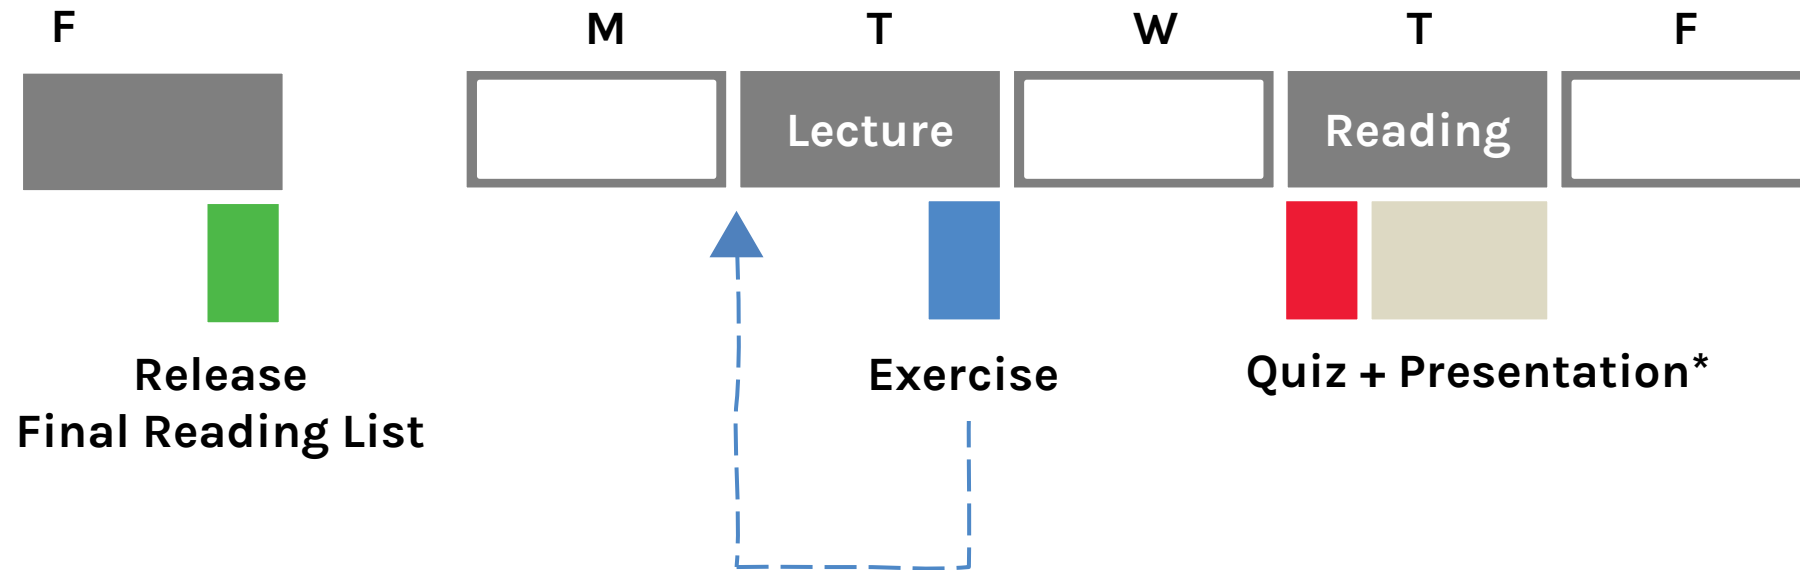 F M T W T F
Lecture Reading
Release
Final Reading List
Exercise
Quiz + Presentation*